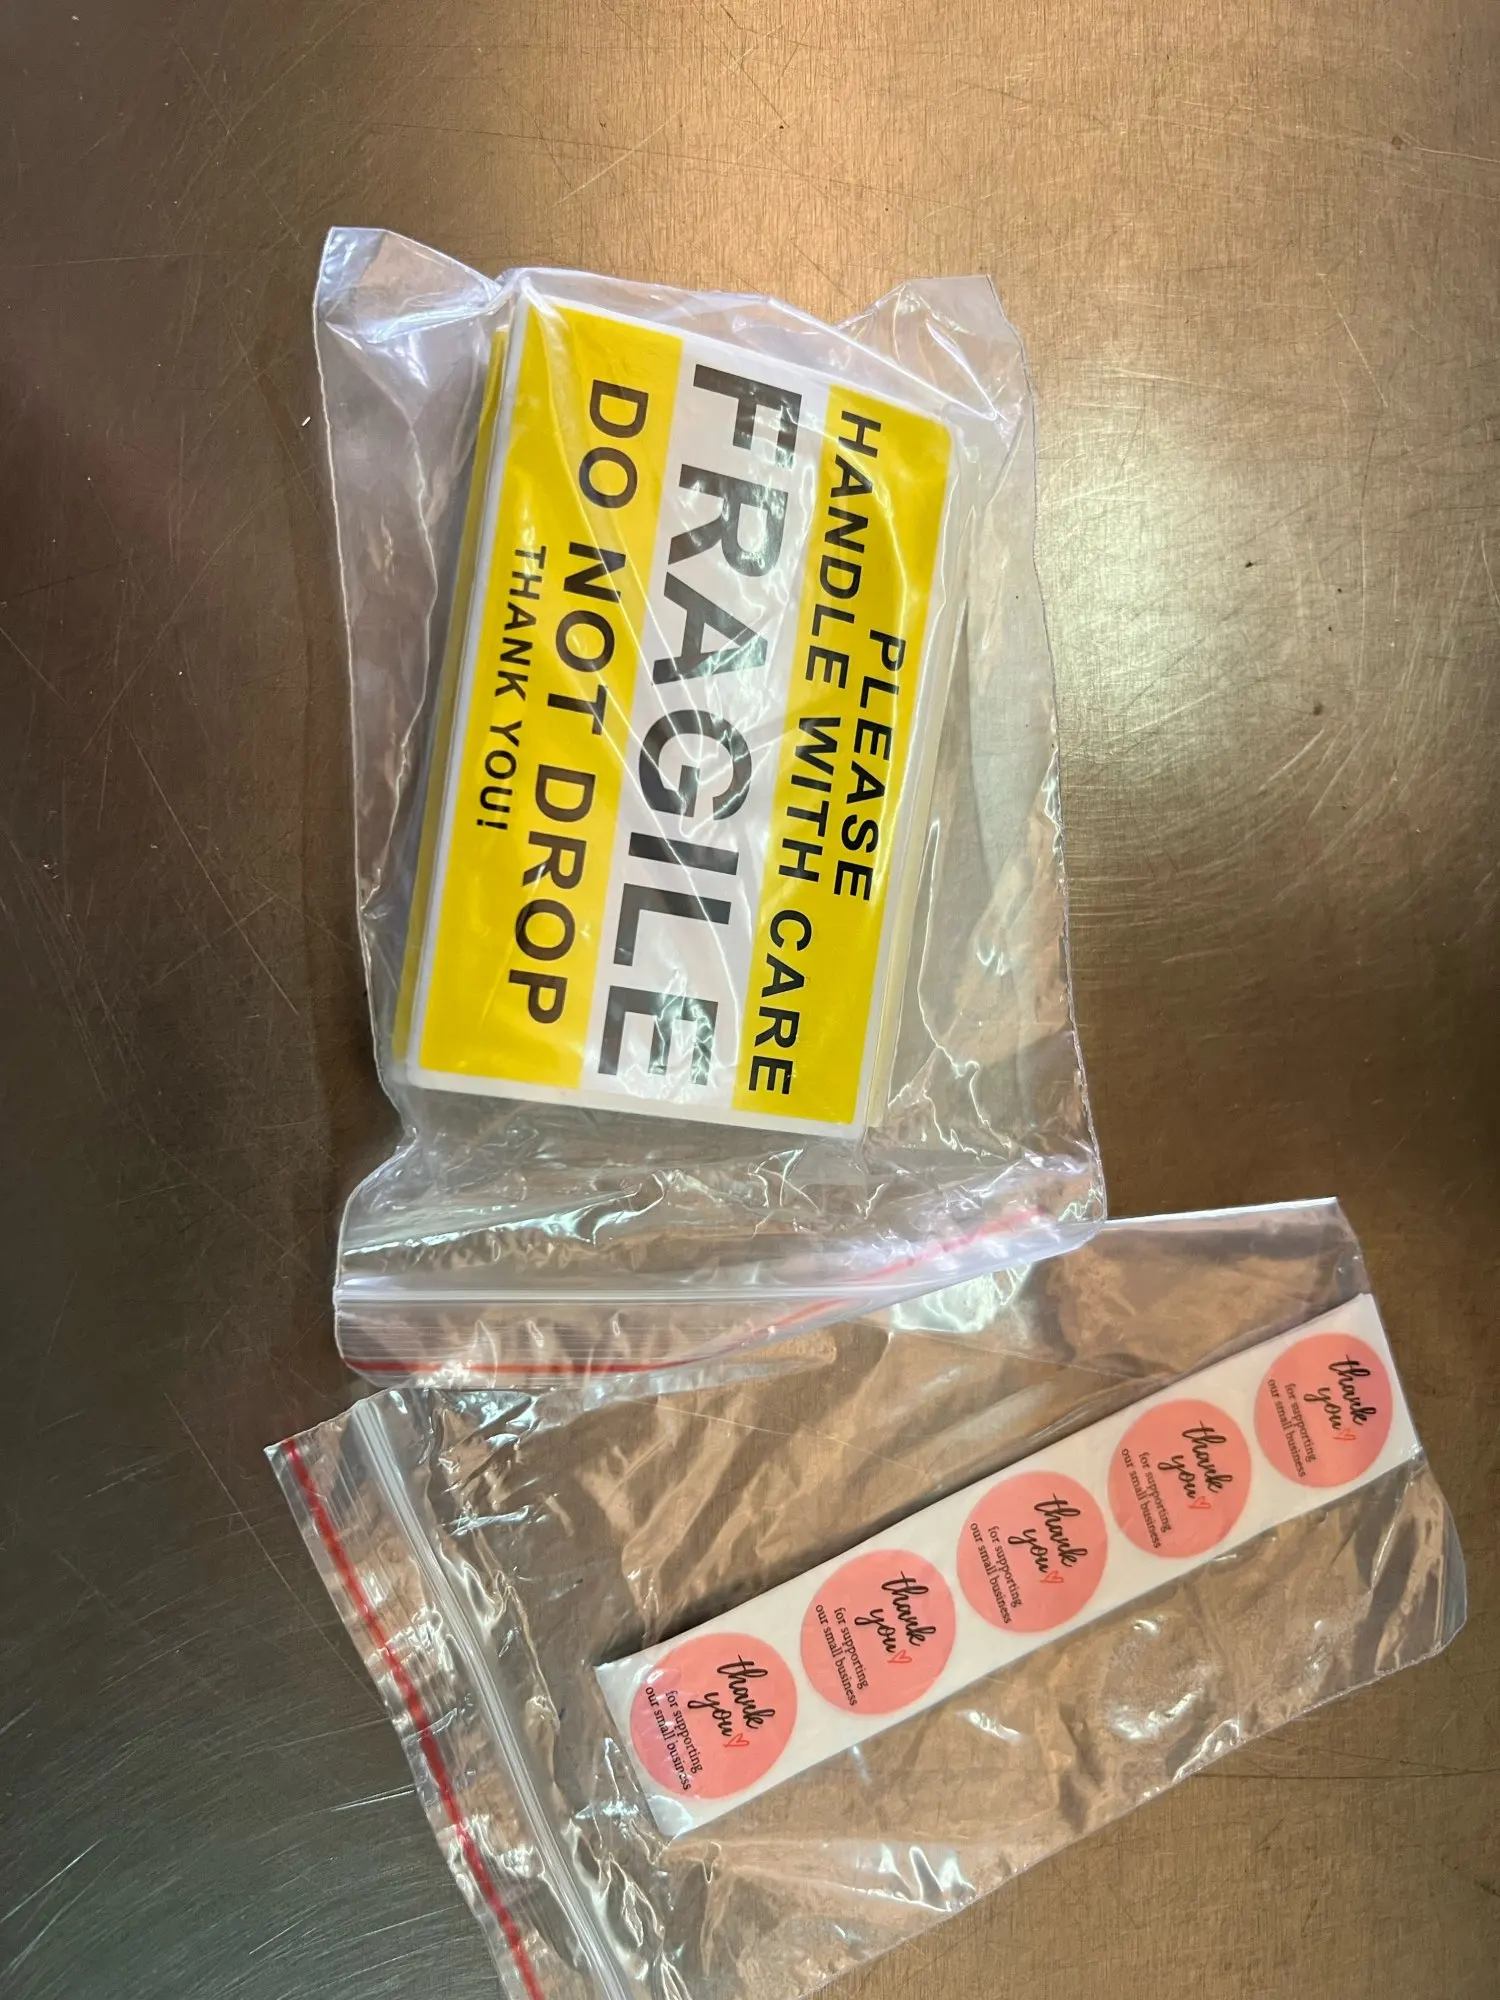 PLEASE
HANDLE WITH CARE
FRAGILE
DO NOT DROP
THANK YOU!
thank
you
for supporting
our small business
thank
you
for supporting
our small business
thank
you
for supporting
our small business
thank
you
for supporting
our small business
thank
you
for supporting
our small business